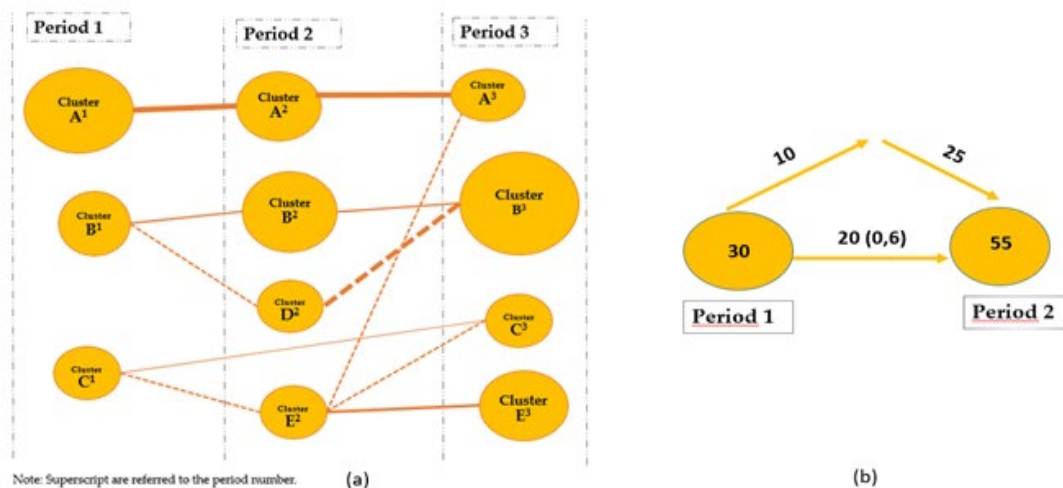 Period 1
Period 2
Period 3
Cluster
A¹
Cluster
A²
Cluster
A³
Cluster
B¹
Cluster
B²
Cluster
B³
Cluster
D²
Cluster
C¹
Cluster
C³
Cluster
E²
Cluster
E³
Note: Superscript are referred to the period number.
(a)
10
25
30
20 (0,6)
55
Period 1
Period 2
(b)